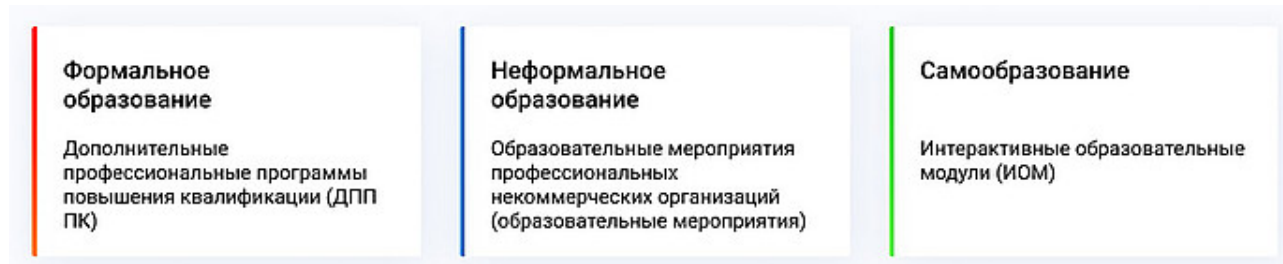 Формальное
образование
Дополнительные
профессиональные программы
повышения квалификации (ДПП
ПК)
Неформальное
образование
Образовательные мероприятия
профессиональных
некоммерческих организаций
(образовательные мероприятия)
Самообразование
Интерактивные образовательные
модули (ИОМ)